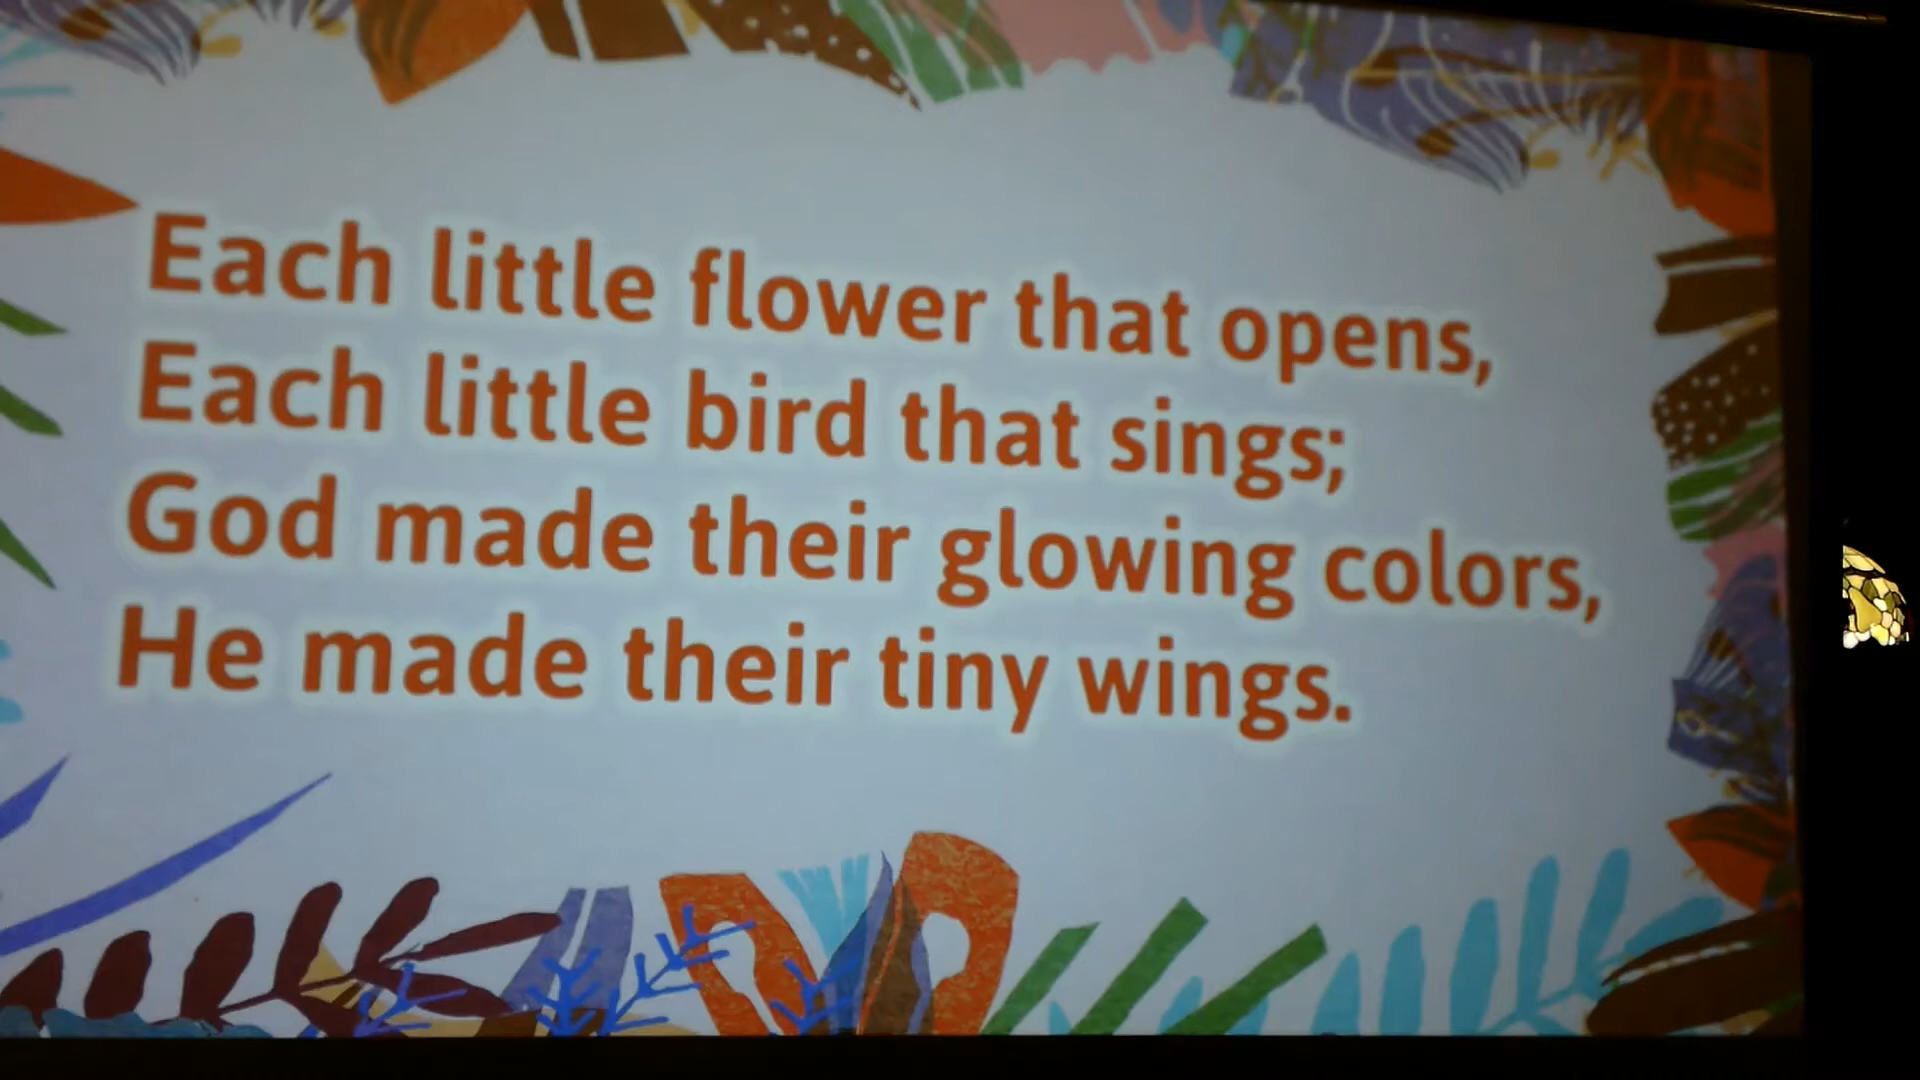 Each little flower that opens,
Each little bird that sings;
God made their glowing colors,
He made their tiny wings.